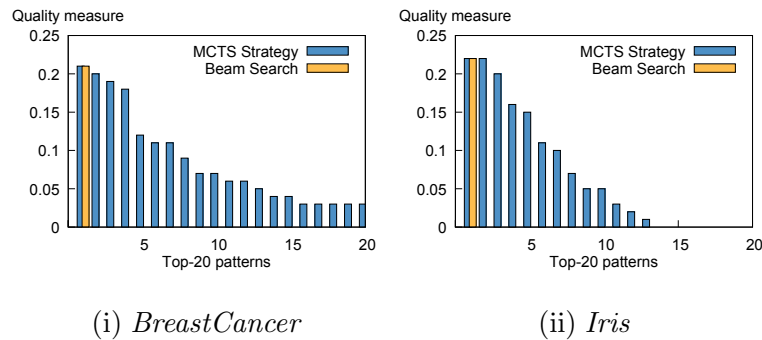 Quality measure
0.25
0.2
0.15
0.1
0.05
0
MCTS Strategy
Beam Search
5 10 15 20
Top-20 patterns
(i) BreastCancer
Quality measure
0.25
0.2
0.15
0.1
0.05
0
MCTS Strategy
Beam Search
5 10 15 20
Top-20 patterns
(ii) Iris